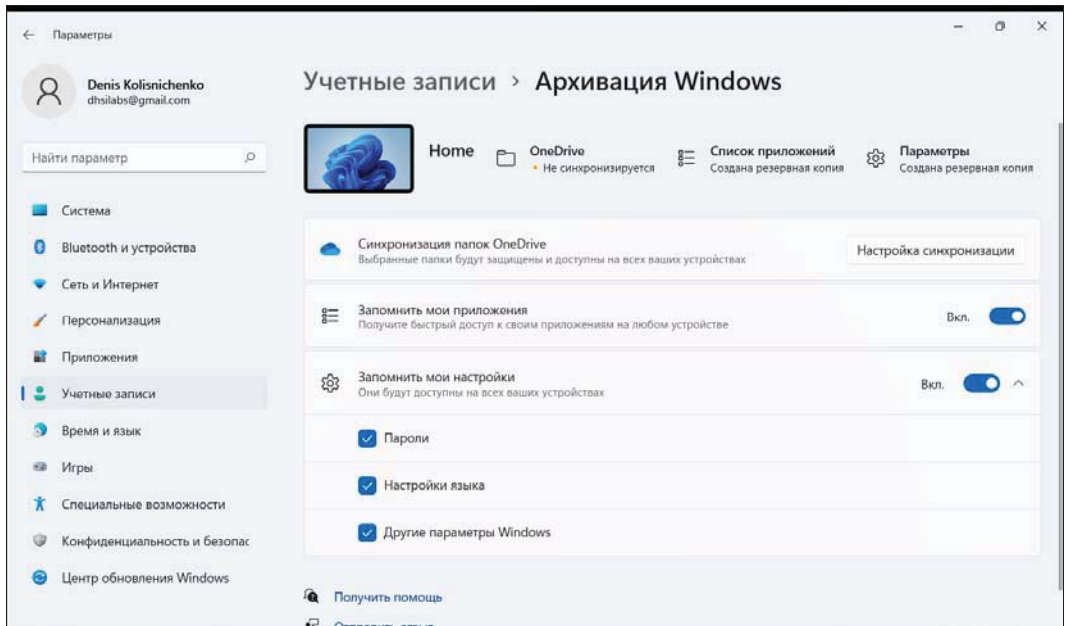 Параметры
Denis Kolisnichenko
dhsilabs@gmail.com
Найти параметр
Система
Bluetooth и устройства
Сеть и Интернет
Персонализация
Приложения
Учетные записи
Время и язык
Игры
Специальные возможности
Конфиденциальность и безопас
Центр обновления Windows
Учетные записи > Архивация Windows
Home
OneDrive
• Не синхронизируется
Список приложений
Создана резервная копия
Параметры
Создана резервная копия
Синхронизация папок OneDrive
Выбранные папки будут защищены и доступны на всех ваших устройствах
Настройка синхронизации
Запомнить мои приложения
Получите быстрый доступ к своим приложениям на любом устройстве
Вкл.
Запомнить мои настройки
Они будут доступны на всех ваших устройствах
Вкл.
Пароли
Настройки языка
Другие параметры Windows
Получить помощь